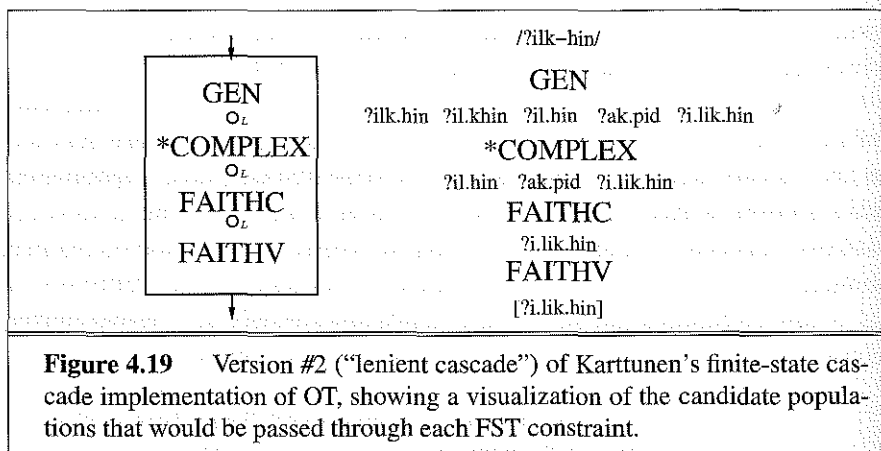 GEN
O_L
*COMPLEX
O_L
FAITHC
O_L
FAITHV
/?ilk–hin/
GEN
?ilk.hin ?il.khin ?il.hin ?ak.pid ?i.lik.hin
*COMPLEX
?il.hin ?ak.pid ?i.lik.hin
FAITHC
?i.lik.hin
FAITHV
[?i.lik.hin]
Figure 4.19 Version #2 (“lenient cascade”) of Karttunen’s finite-state cas-
cade implementation of OT, showing a visualization of the candidate popula-
tions that would be passed through each FST constraint.